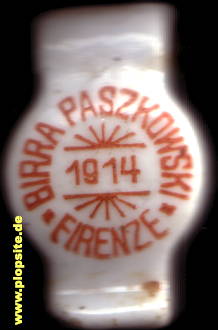 BIRRA PASZKOWSKI
1914
* FIRENZE *
www.plopsite.de